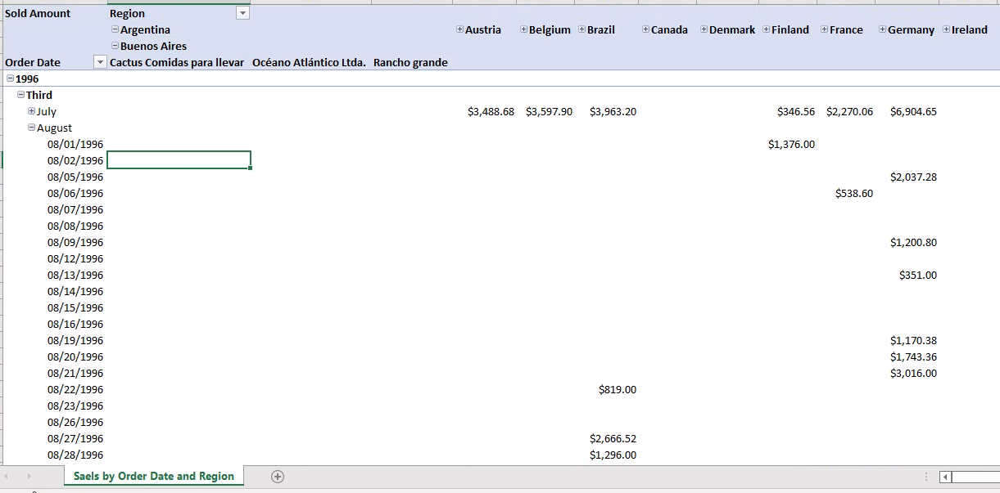 Sold Amount Region
Argentina Austria Belgium Brazil Canada Denmark Finland France Germany Ireland
Buenos Aires
Order Date Cactus Comidas para llevar Océano Atlántico Ltda. Rancho grande
1996
Third
July $3,488.68 $3,597.90 $3,963.20 $346.56 $2,270.06 $6,904.65
August
08/01/1996 $1,376.00
08/02/1996
08/05/1996 $2,037.28
08/06/1996 $538.60
08/07/1996
08/08/1996
08/09/1996 $1,200.80
08/12/1996
08/13/1996 $351.00
08/14/1996
08/15/1996
08/16/1996
08/19/1996 $1,170.38
08/20/1996 $1,743.36
08/21/1996 $3,016.00
08/22/1996 $819.00
08/23/1996
08/26/1996
08/27/1996 $2,666.52
08/28/1996 $1,296.00
Saels by Order Date and Region